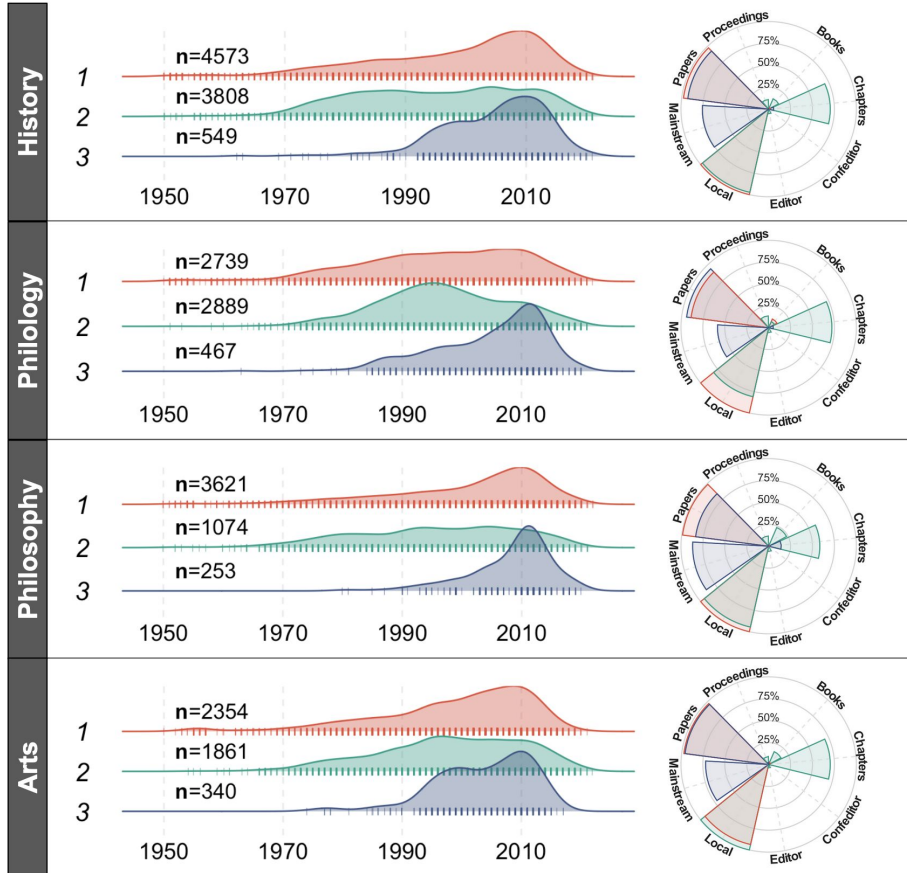 History
1
n=4573
2
n=3808
3
n=549
1950 1970 1990 2010
Proceedings
Books
Papers
Chapters
Mainstream
Confeditor
Local
Editor
75%
50%
25%
Philology
1
n=2739
2
n=2889
3
n=467
1950 1970 1990 2010
Proceedings
Books
Papers
Chapters
Mainstream
Confeditor
Local
Editor
75%
50%
25%
Philosophy
1
n=3621
2
n=1074
3
n=253
1950 1970 1990 2010
Proceedings
Books
Papers
Chapters
Mainstream
Confeditor
Local
Editor
75%
50%
25%
Arts
1
n=2354
2
n=1861
3
n=340
1950 1970 1990 2010
Proceedings
Books
Papers
Chapters
Mainstream
Confeditor
Local
Editor
75%
50%
25%